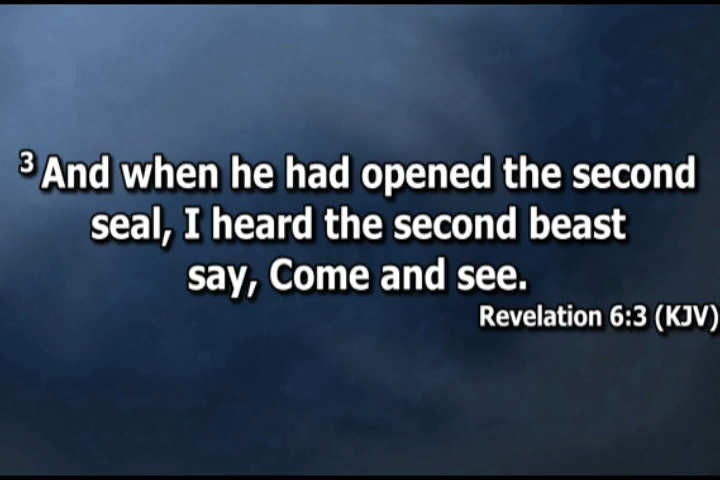 3 And when he had opened the second
seal, I heard the second beast
say, Come and see.
Revelation 6:3 (KJV)